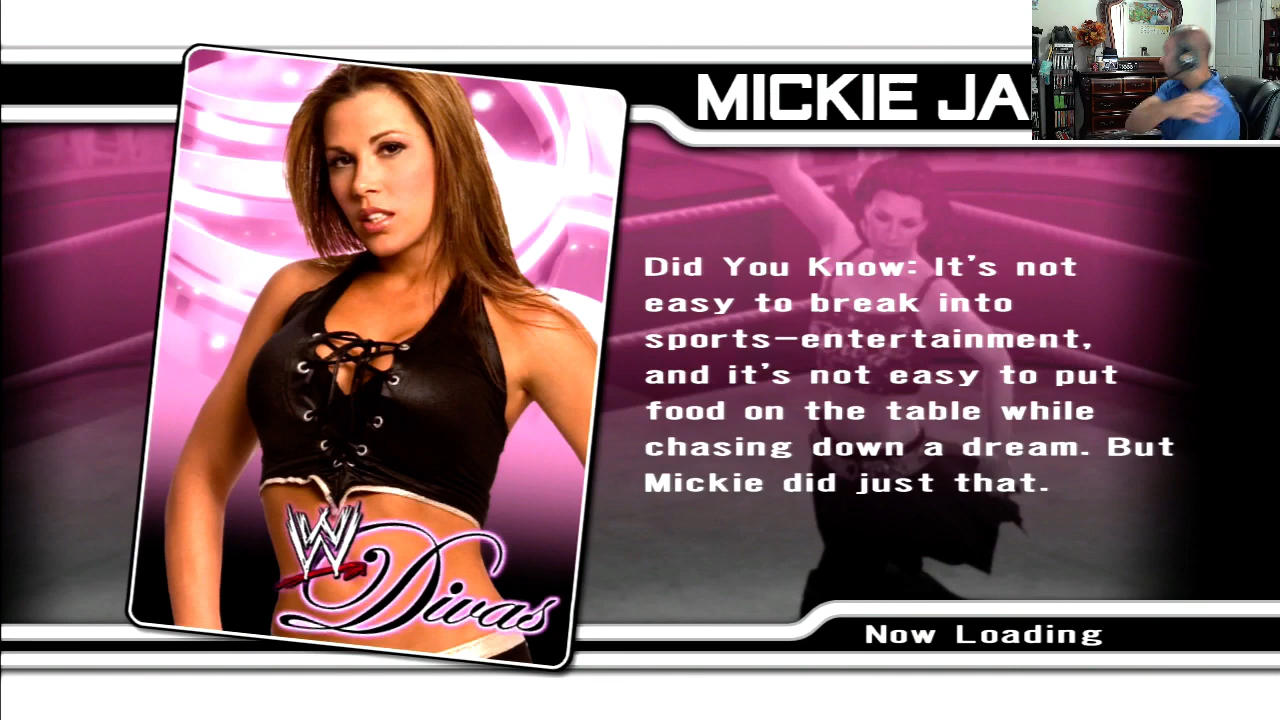 MICKIE JA
Did You Know: It's not
easy to break into
sports-entertainment,
and it's not easy to put
food on the table while
chasing down a dream. But
Mickie did just that.
W
Divas
Now Loading